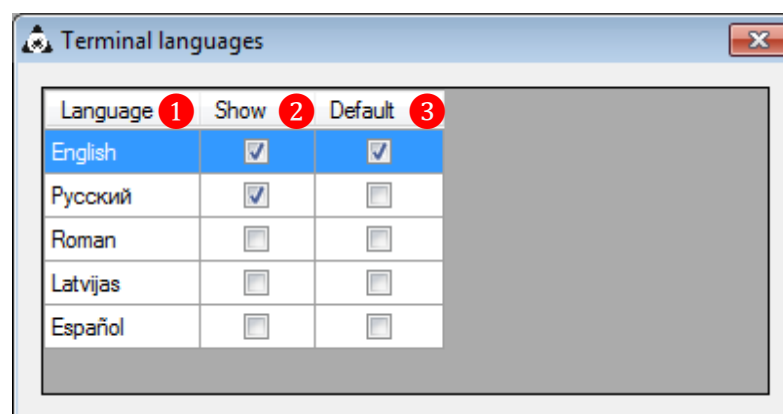 Terminal languages
Language 1 Show 2 Default 3
English
Русский
Roman
Latvijas
Español